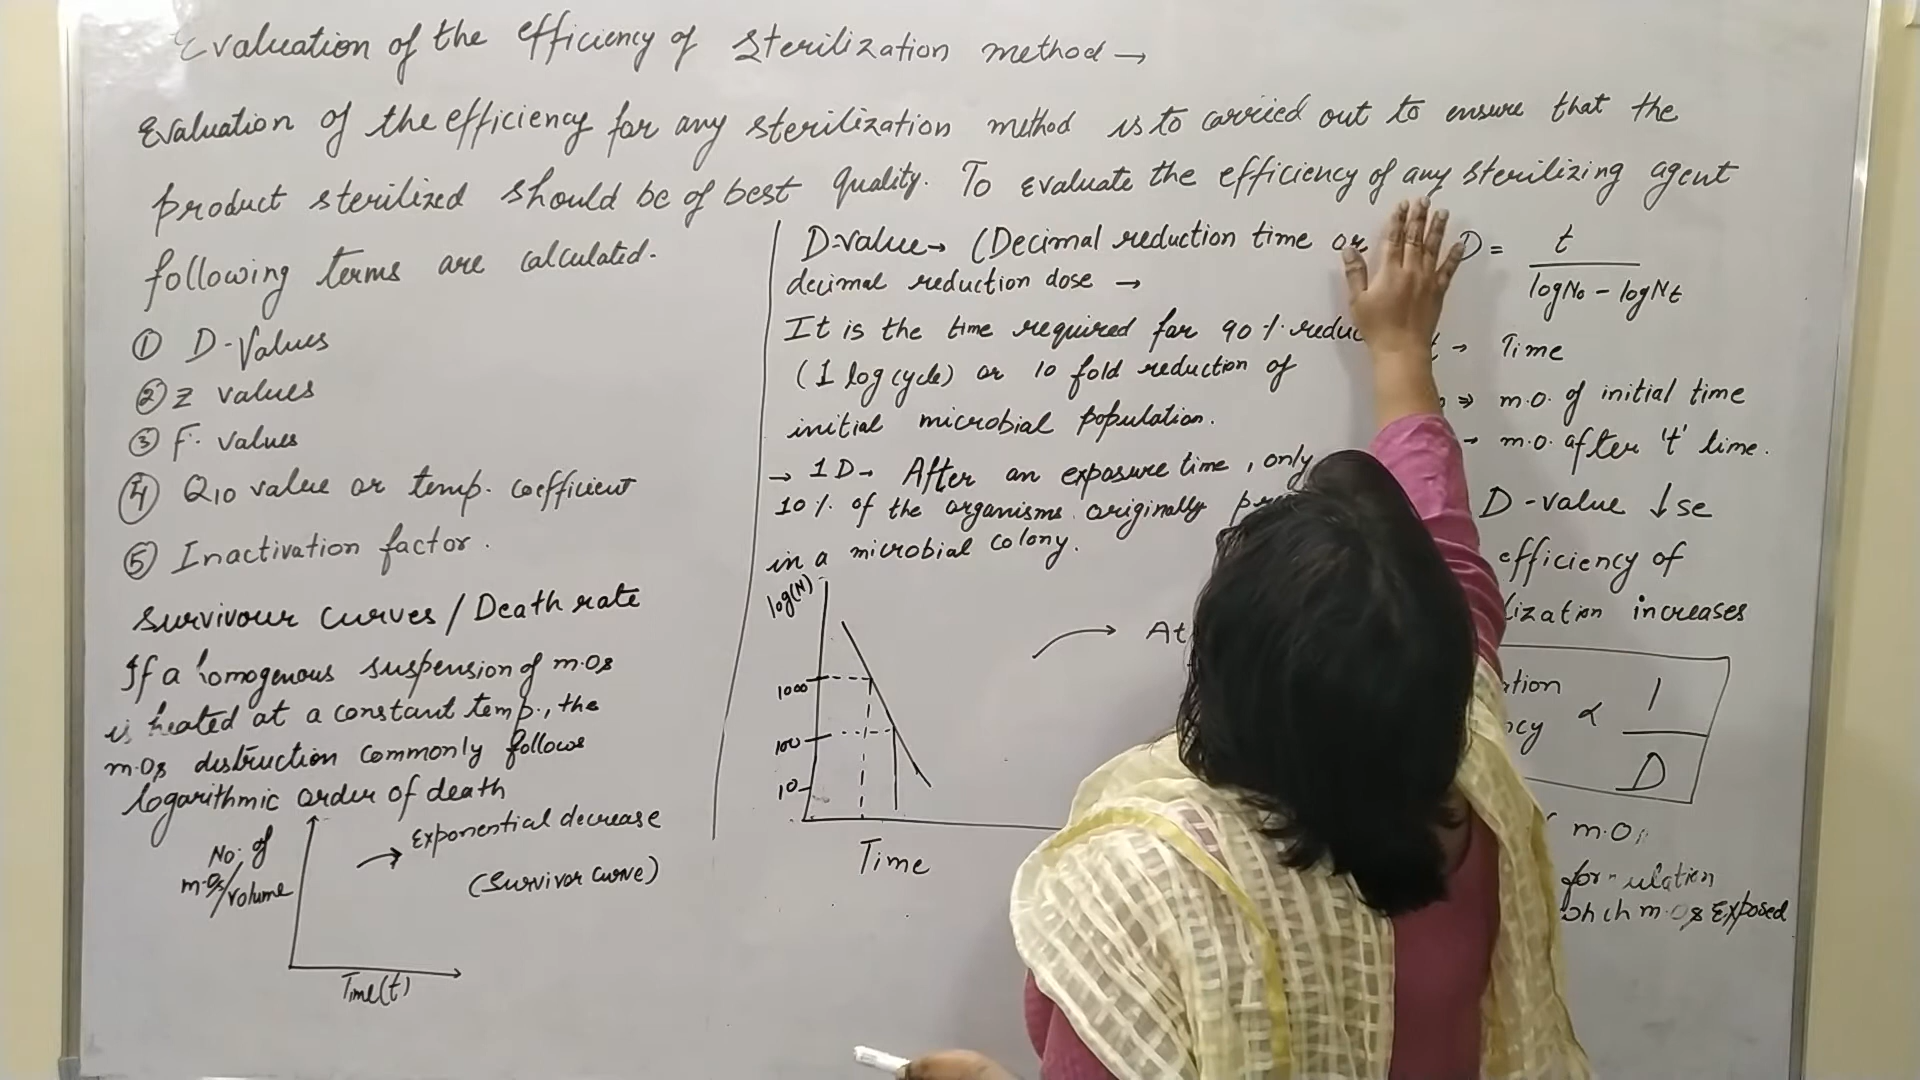 Evaluation of the efficiency of sterilization method →
Evaluation of the efficiency for any sterilization method is to carried out to ensure that the
product sterilized should be of best quality. To evaluate the efficiency of any sterilizing agent
following terms are calculated.
① D-Values
② Z values
③ F. values
④ Q10 value or temp. coefficient
⑤ Inactivation factor.
Survivour curves / Death rate
If a homogenous suspension of m.Os
is heated at a constant temp., the
m.Os distruction commonly follows
logarithmic order of death
No. of
m.Os/volume
Exponential decrease
(Survivor curve)
Time(t)
D-value → (Decimal reduction time or
decimal reduction dose →
It is the time required for 90%
(1 log cycle) or 10 fold reduction of
initial microbial population.
→ 1D → After an exposure time, only
10% of the organisms originally
in a microbial colony.
log(N)
1000
100
10
Time
At
D = t
logNo - logNt
t → Time
⇒ m.o. of initial time
→ m.o. after 't' time.
D-value ↓se
efficiency of
increases
∝ 1
D
m.O
which m.Os Exposed